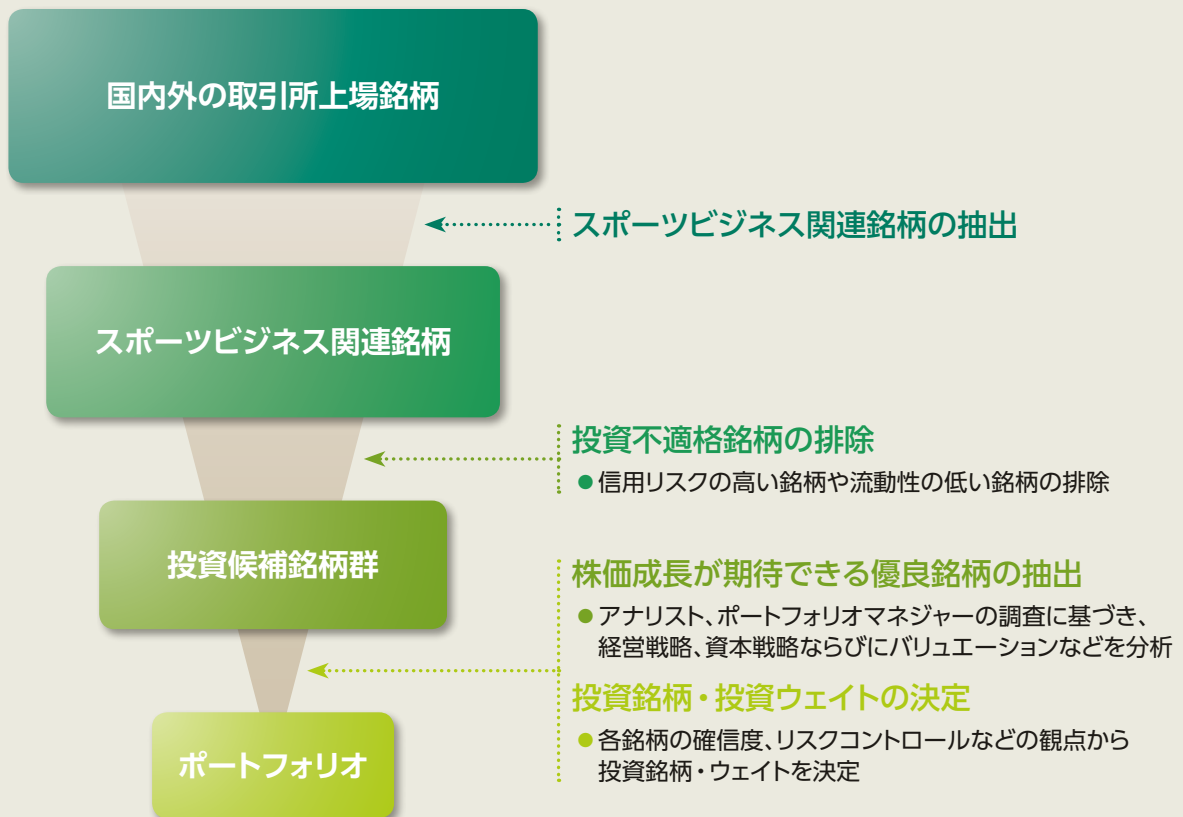 国内外の取引所上場銘柄
スポーツビジネス関連銘柄の抽出
スポーツビジネス関連銘柄
投資不適格銘柄の排除
●信用リスクの高い銘柄や流動性の低い銘柄の排除
投資候補銘柄群
株価成長が期待できる優良銘柄の抽出
●アナリスト、ポートフォリオマネジャーの調査に基づき、
経営戦略、資本戦略ならびにバリュエーションなどを分析
投資銘柄・投資ウェイトの決定
●各銘柄の確信度、リスクコントロールなどの観点から
投資銘柄・ウェイトを決定
ポートフォリオ